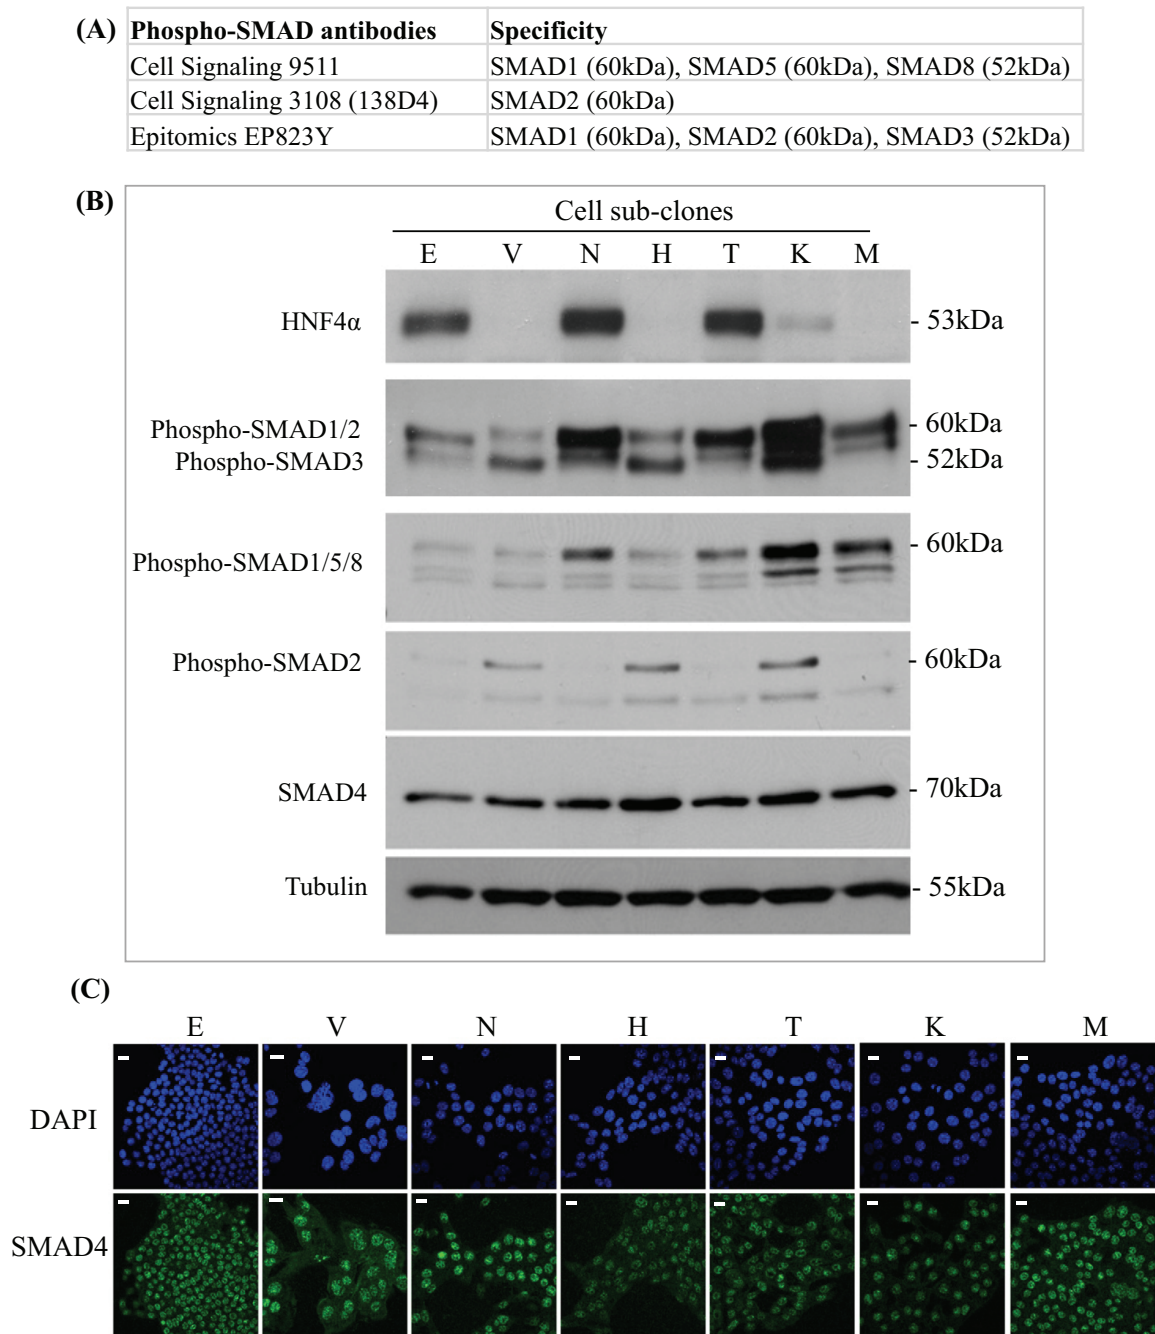 (A)
Phospho-SMAD antibodies Specificity
Cell Signaling 9511 SMAD1 (60kDa), SMAD5 (60kDa), SMAD8 (52kDa)
Cell Signaling 3108 (138D4) SMAD2 (60kDa)
Epitomics EP823Y SMAD1 (60kDa), SMAD2 (60kDa), SMAD3 (52kDa)
(B)
Cell sub-clones
E V N H T K M
HNF4α - 53kDa
Phospho-SMAD1/2 - 60kDa
Phospho-SMAD3 - 52kDa
Phospho-SMAD1/5/8 - 60kDa
Phospho-SMAD2 - 60kDa
SMAD4 - 70kDa
Tubulin - 55kDa
(C)
E V N H T K M
DAPI
SMAD4